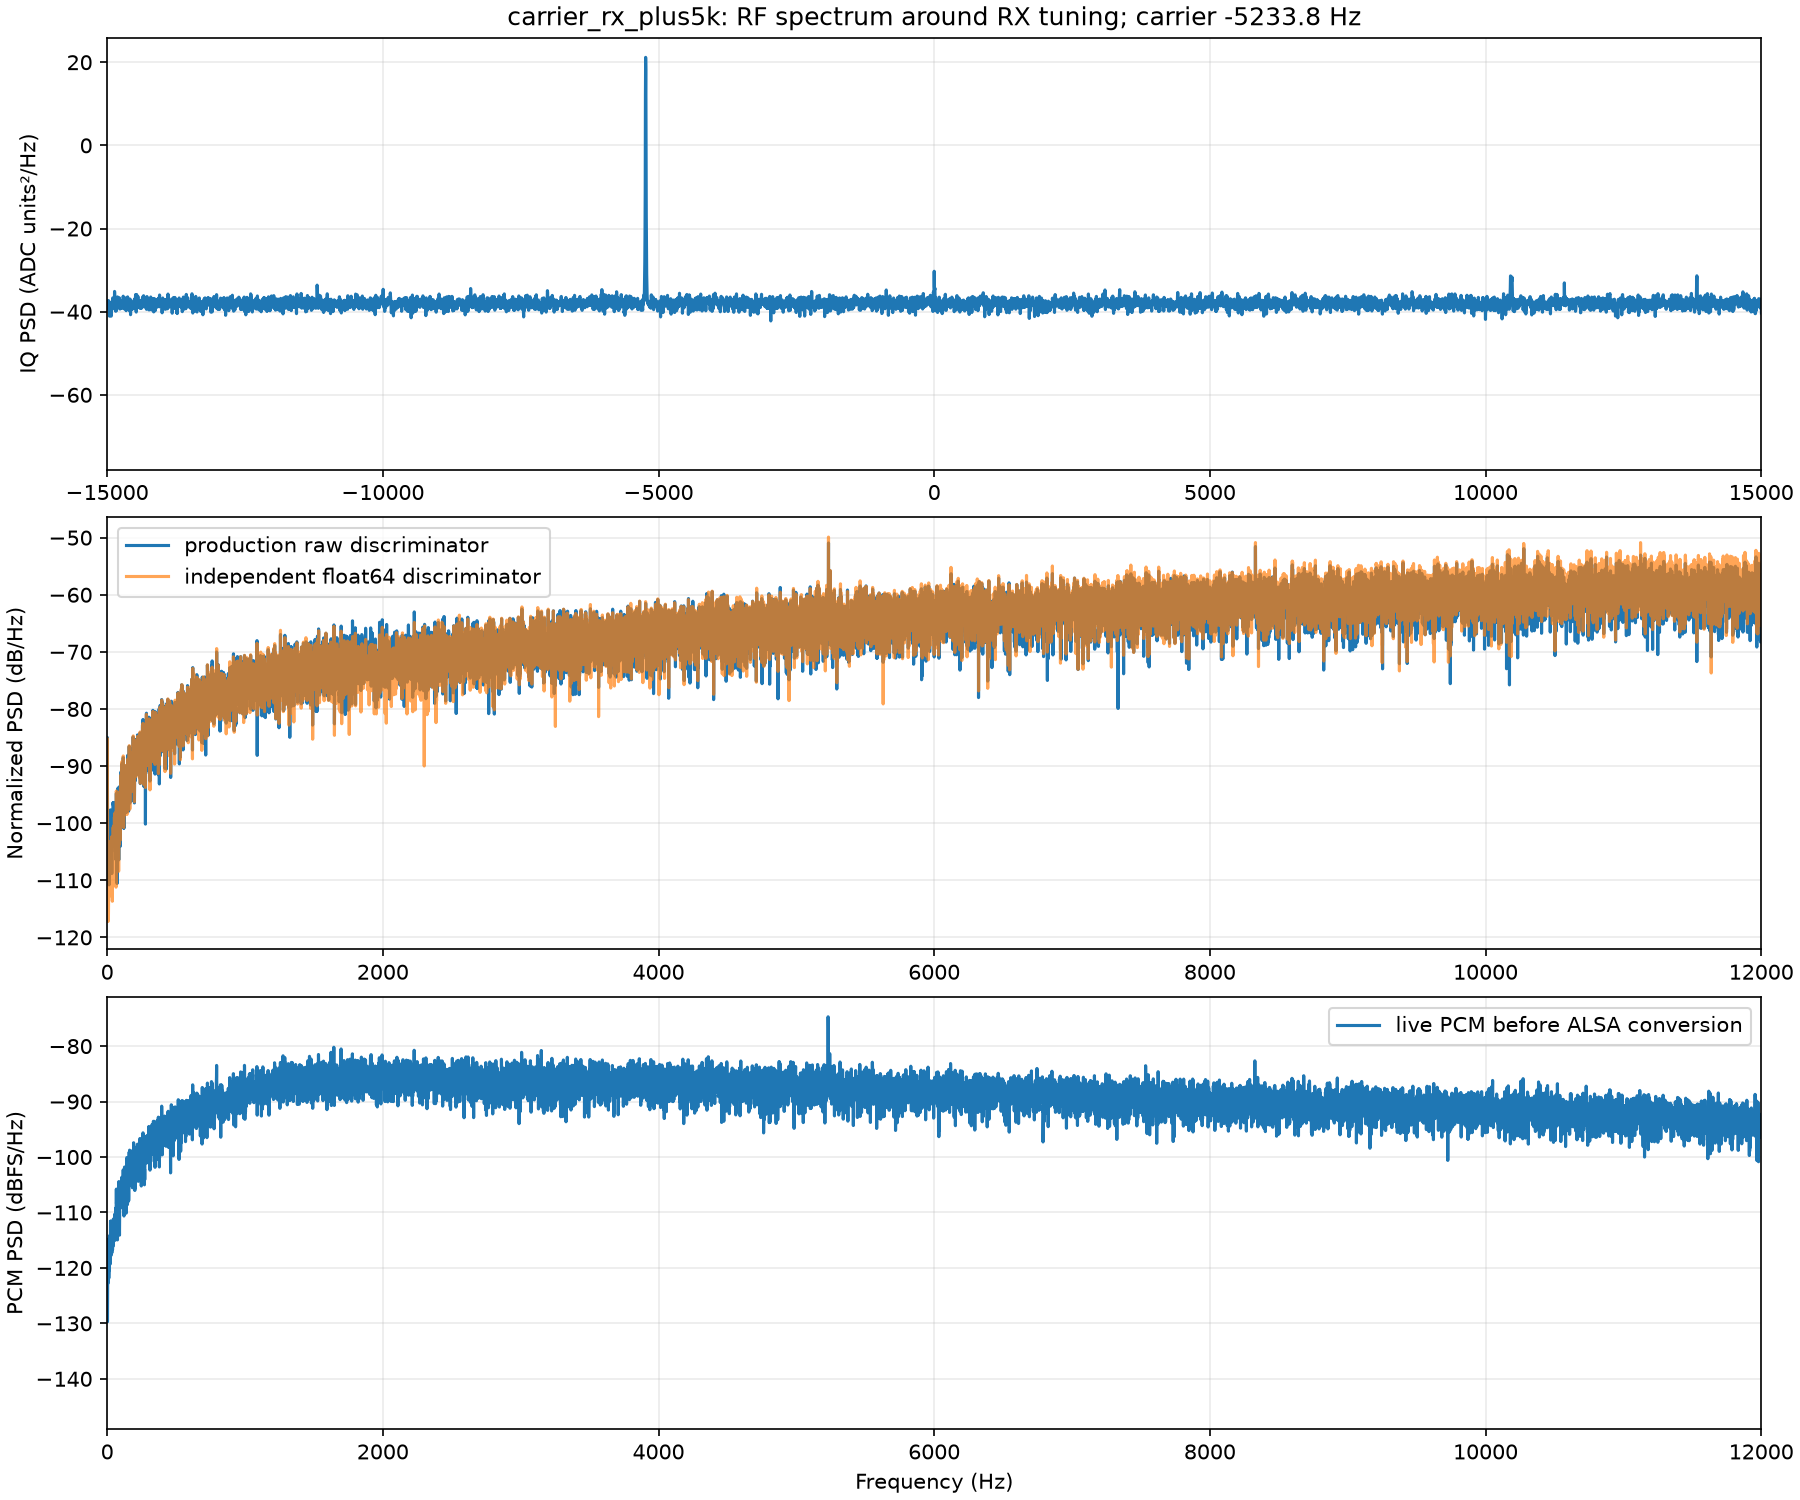 carrier_rx_plus5k: RF spectrum around RX tuning; carrier -5233.8 Hz
IQ PSD (ADC units²/Hz)
20
0
−20
−40
−60
−15000 −10000 −5000 0 5000 10000 15000
Normalized PSD (dB/Hz)
production raw discriminator
independent float64 discriminator
−50
−60
−70
−80
−90
−100
−110
−120
0 2000 4000 6000 8000 10000 12000
PCM PSD (dBFS/Hz)
live PCM before ALSA conversion
−80
−90
−100
−110
−120
−130
−140
0 2000 4000 6000 8000 10000 12000
Frequency (Hz)